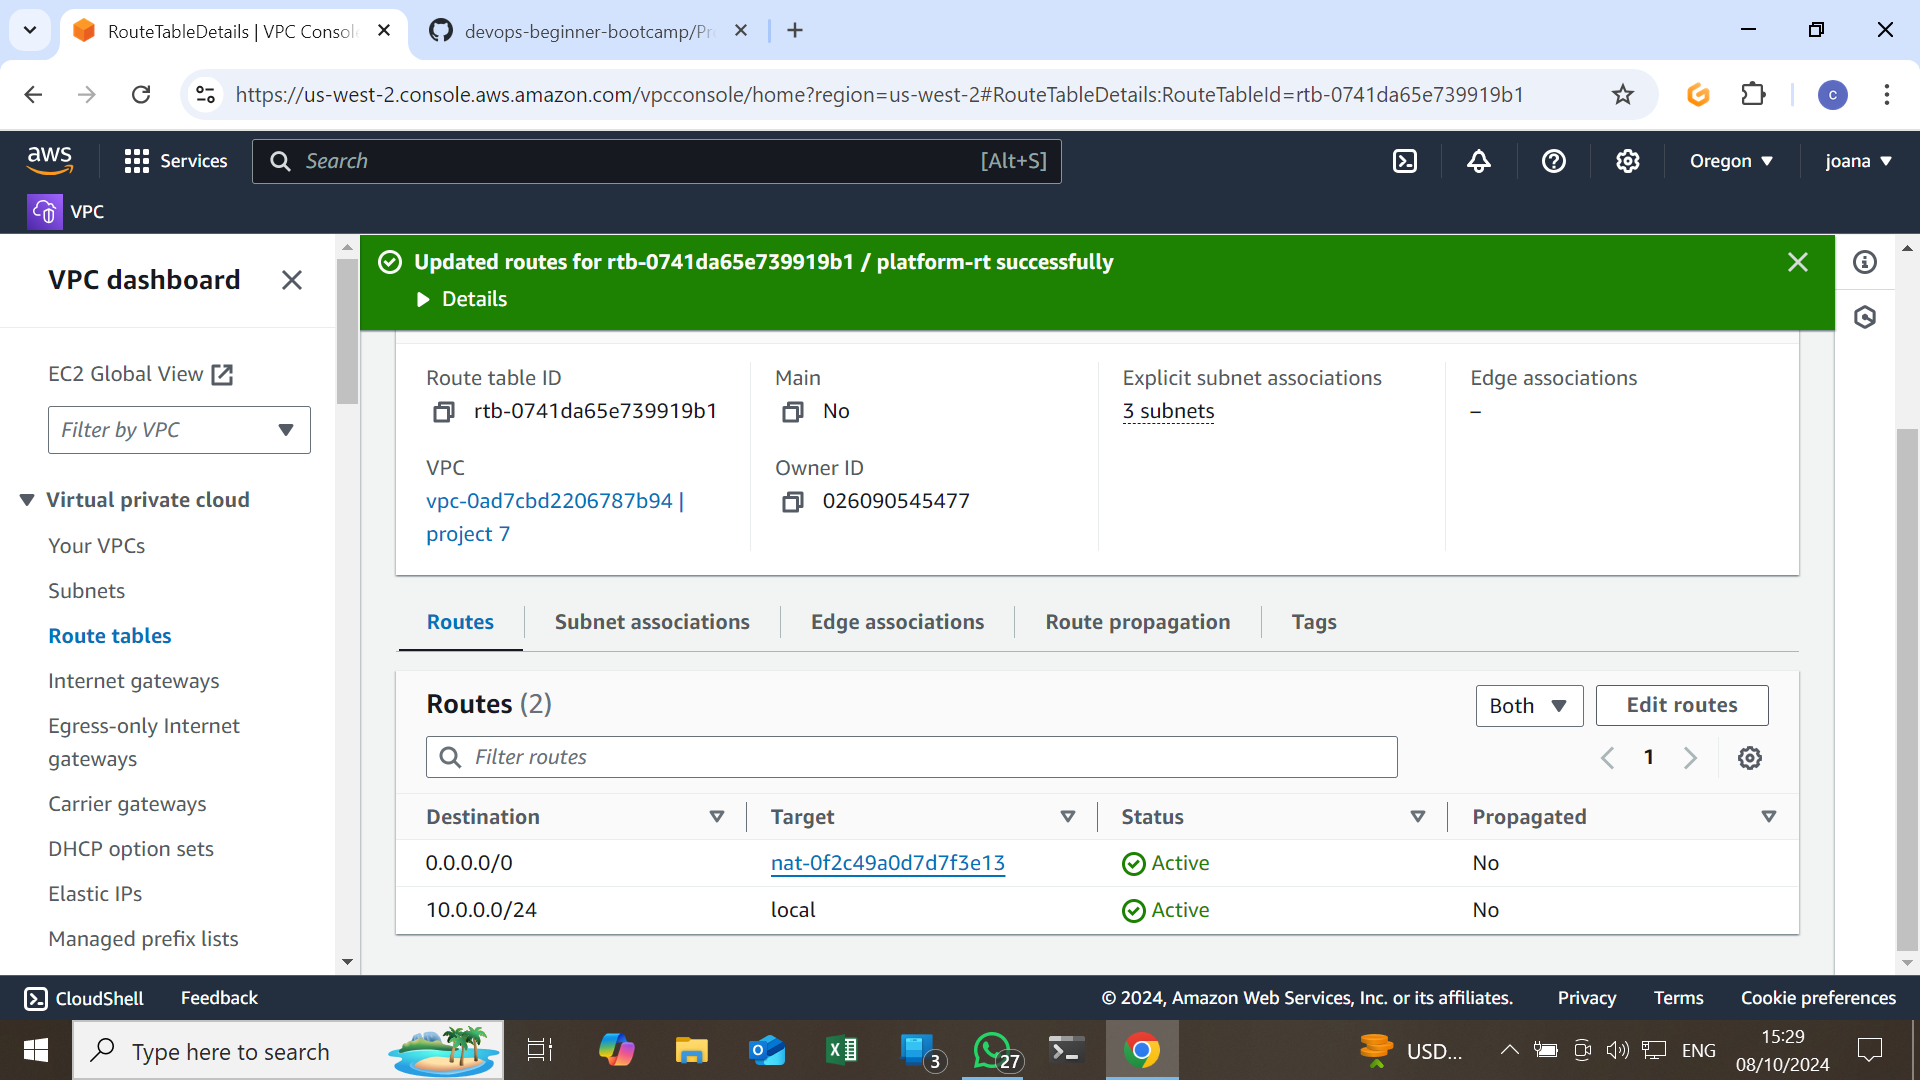 RouteTableDetails | VPC Consol
devops-beginner-bootcamp/Pr
https://us-west-2.console.aws.amazon.com/vpcconsole/home?region=us-west-2#RouteTableDetails:RouteTableId=rtb-0741da65e739919b1
C
aws
Services
Search
[Alt+S]
Oregon
joana
VPC
VPC dashboard
EC2 Global View
Filter by VPC
Virtual private cloud
Your VPCs
Subnets
Route tables
Internet gateways
Egress-only Internet
gateways
Carrier gateways
DHCP option sets
Elastic IPs
Managed prefix lists
Updated routes for rtb-0741da65e739919b1 / platform-rt successfully
Details
Route table ID
rtb-0741da65e739919b1
Main
No
Explicit subnet associations
3 subnets
Edge associations
–
VPC
vpc-0ad7cbd2206787b94 |
project 7
Owner ID
026090545477
Routes
Subnet associations
Edge associations
Route propagation
Tags
Routes (2)
Both
Edit routes
Filter routes
1
Destination Target Status Propagated
0.0.0.0/0 nat-0f2c49a0d7d7f3e13 Active No
10.0.0.0/24 local Active No
CloudShell
Feedback
© 2024, Amazon Web Services, Inc. or its affiliates.
Privacy
Terms
Cookie preferences
Type here to search
3
27
USD...
ENG
15:29
08/10/2024